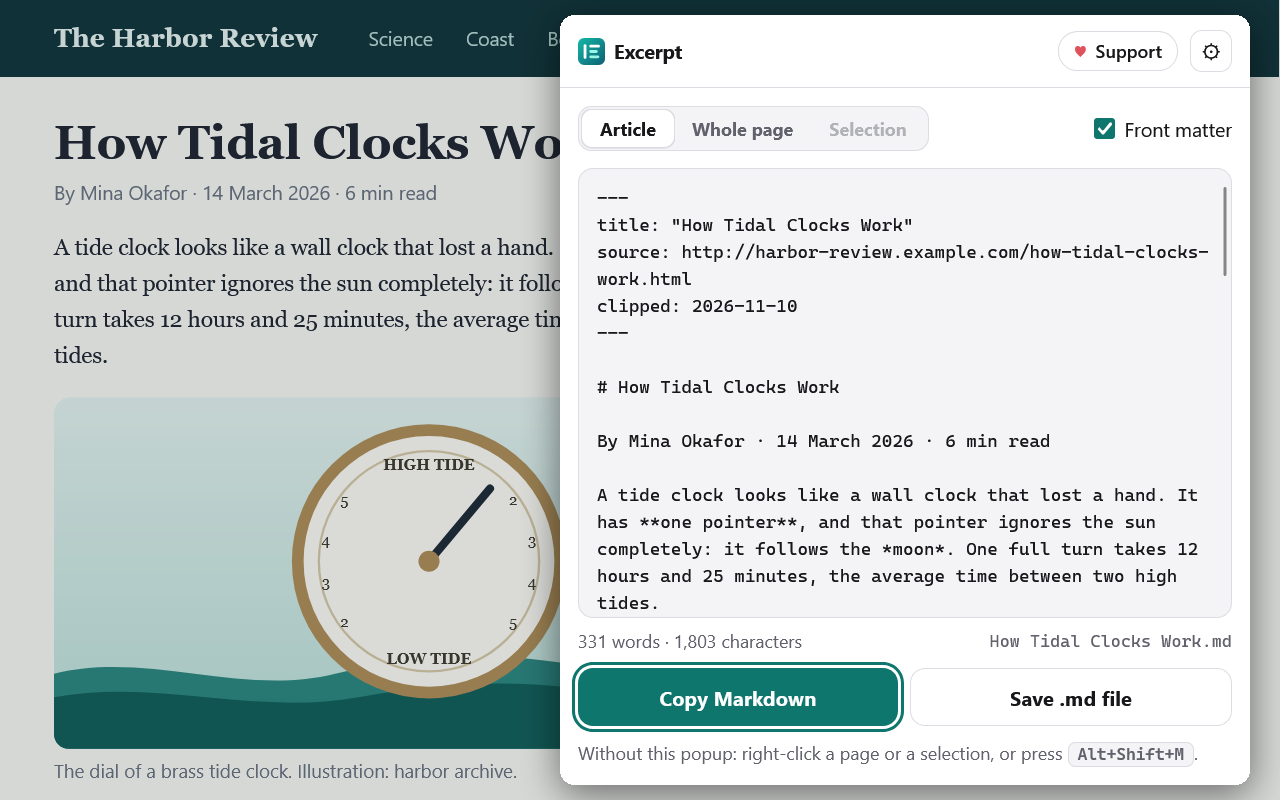 The Harbor Review
Science
Coast
How Tidal Clocks Wo
By Mina Okafor · 14 March 2026 · 6 min read
A tide clock looks like a wall clock that lost a hand.
and that pointer ignores the sun completely: it follo
turn takes 12 hours and 25 minutes, the average tim
tides.
HIGH TIDE
5
2
4
3
3
4
2
5
LOW TIDE
The dial of a brass tide clock. Illustration: harbor archive.
Excerpt
♥ Support
Article
Whole page
Selection
Front matter
---
title: "How Tidal Clocks Work"
source: http://harbor-review.example.com/how-tidal-clocks-
work.html
clipped: 2026-11-10
---
# How Tidal Clocks Work
By Mina Okafor · 14 March 2026 · 6 min read
A tide clock looks like a wall clock that lost a hand. It
has **one pointer**, and that pointer ignores the sun
completely: it follows the *moon*. One full turn takes 12
hours and 25 minutes, the average time between two high
tides.
331 words · 1,803 characters
How Tidal Clocks Work.md
Copy Markdown
Save .md file
Without this popup: right-click a page or a selection, or press Alt+Shift+M.